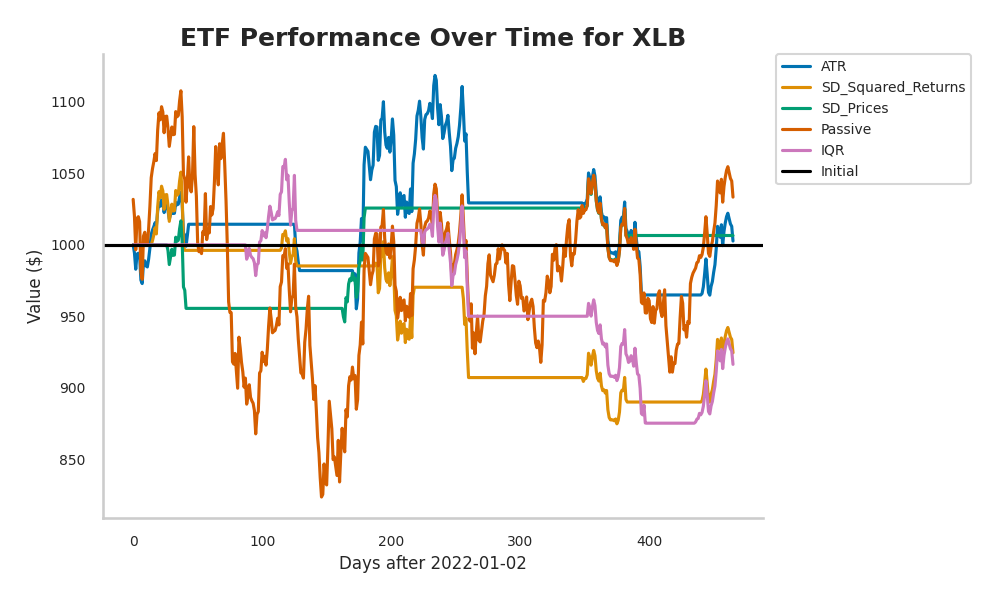 ETF Performance Over Time for XLB
ATR
SD_Squared_Returns
SD_Prices
Passive
IQR
Initial
Value ($)
1100
1050
1000
950
900
850
0 100 200 300 400
Days after 2022-01-02